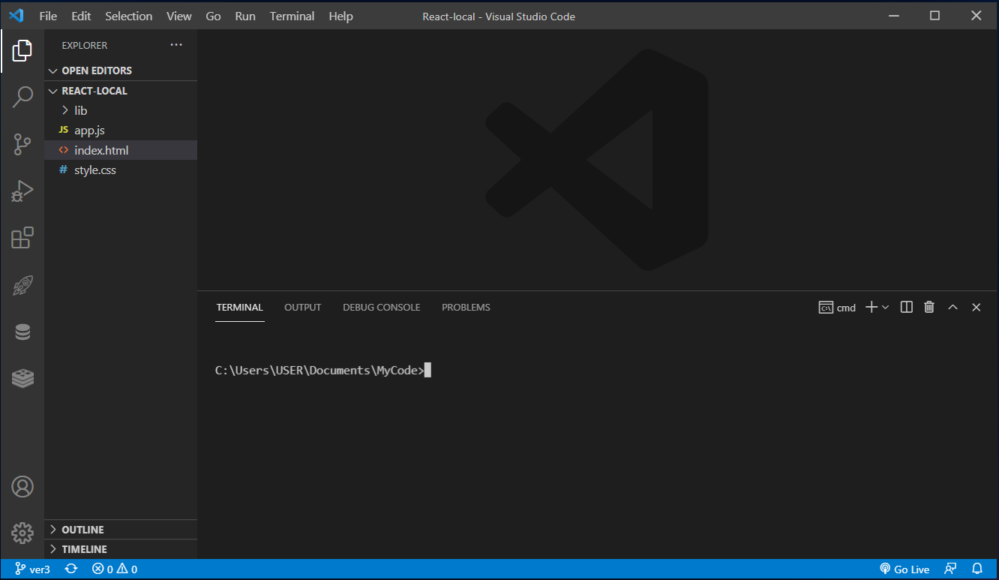 File Edit Selection View Go Run Terminal Help React-local - Visual Studio Code
EXPLORER ...
OPEN EDITORS
REACT-LOCAL
lib
JS app.js
<> index.html
# style.css
OUTLINE
TIMELINE
TERMINAL OUTPUT DEBUG CONSOLE PROBLEMS cmd
C:\Users\USER\Documents\MyCode>
ver3 0 0 Go Live